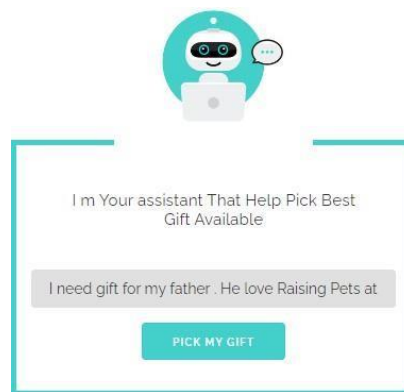 I m Your assistant That Help Pick Best
Gift Available
I need gift for my father . He love Raising Pets at
PICK MY GIFT